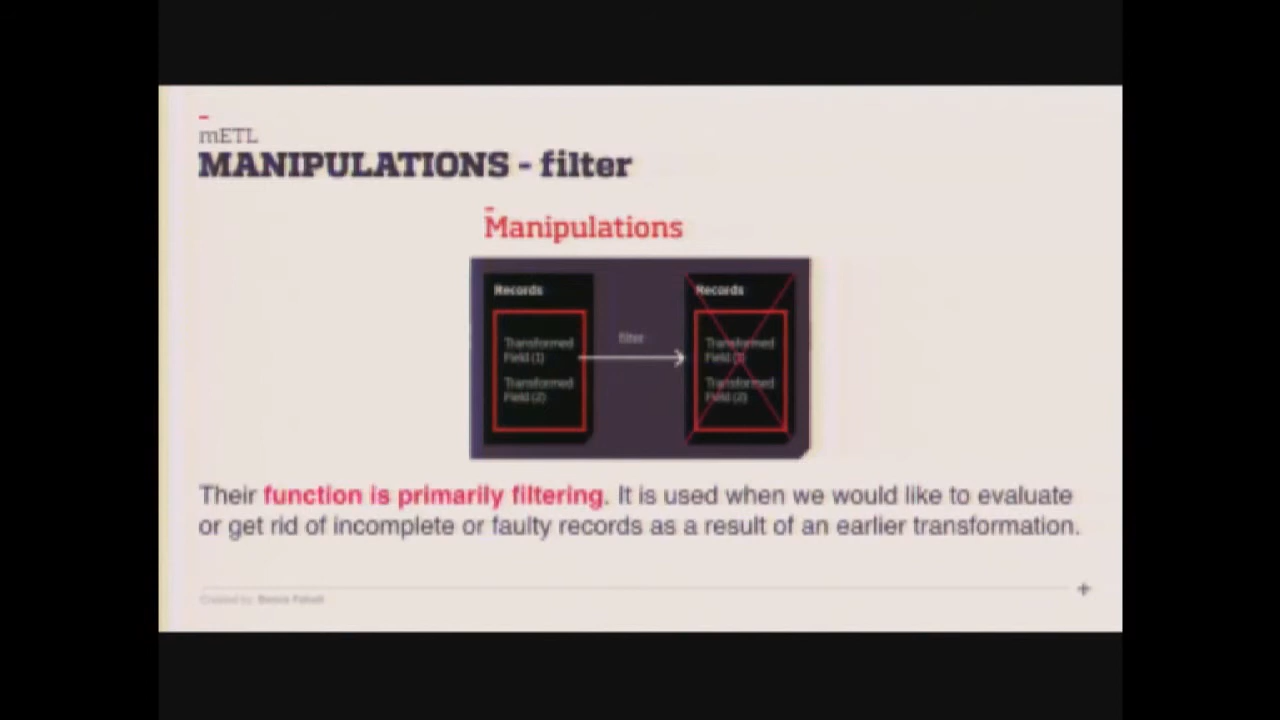 mETL
MANIPULATIONS - filter
Manipulations
Records
Transformed
Field (1)
Transformed
Field (2)
filter
Records
Transformed
Field (1)
Transformed
Field (2)
Their function is primarily filtering. It is used when we would like to evaluate
or get rid of incomplete or faulty records as a result of an earlier transformation.
Created by: